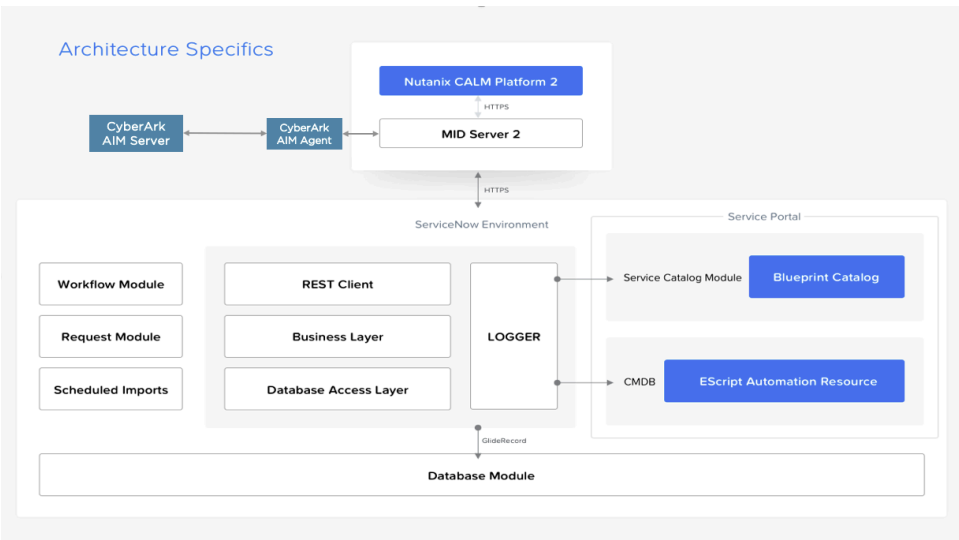 Architecture Specifics
Nutanix CALM Platform 2
HTTPS
CyberArk
AIM Server
CyberArk
AIM Agent
MID Server 2
HTTPS
ServiceNow Environment
Service Portal
Workflow Module
Request Module
Scheduled Imports
REST Client
Business Layer
Database Access Layer
LOGGER
Service Catalog Module
Blueprint Catalog
CMDB
EScript Automation Resource
GlideRecord
Database Module